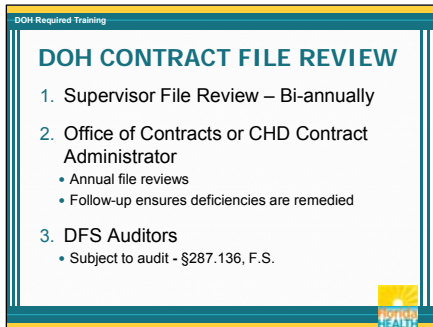 DOH Required Training
DOH CONTRACT FILE REVIEW
1. Supervisor File Review – Bi-annually
2. Office of Contracts or CHD Contract
Administrator
• Annual file reviews
• Follow-up ensures deficiencies are remedied
3. DFS Auditors
• Subject to audit - §287.136, F.S.
Florida
HEALTH